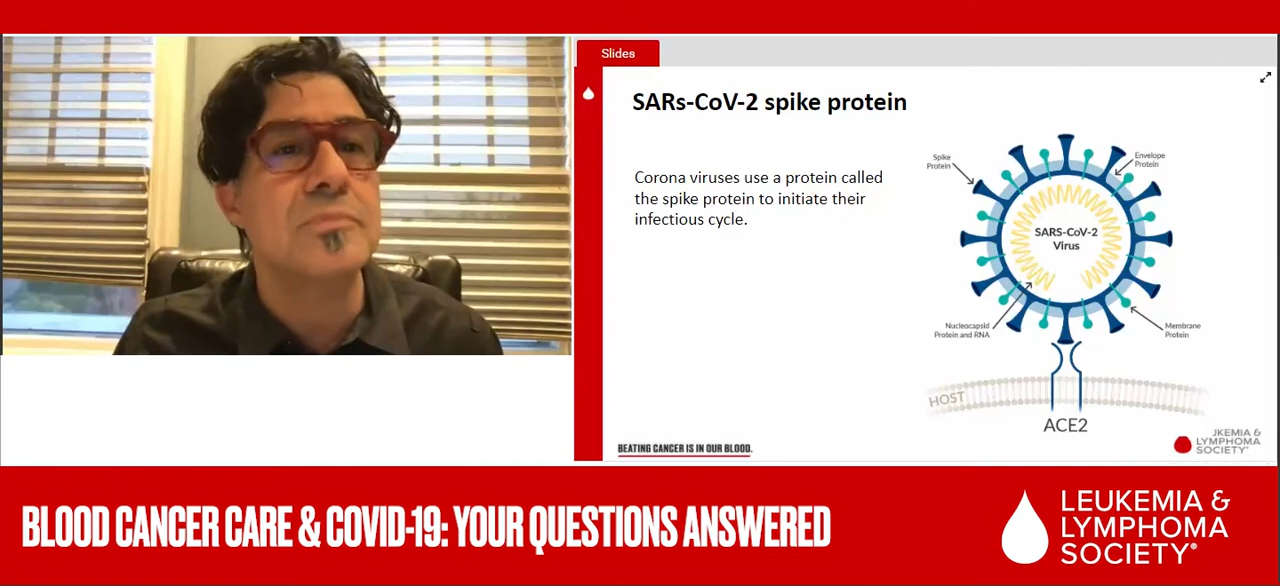 Slides
SARs-CoV-2 spike protein
Corona viruses use a protein called
the spike protein to initiate their
infectious cycle.
Spike
Protein
Envelope
Protein
SARS-CoV-2
Virus
Nucleocapsid
Protein and RNA
Membrane
Protein
HOST
ACE2
BEATING CANCER IS IN OUR BLOOD.
JKEMIA &
LYMPHOMA
SOCIETY®
BLOOD CANCER CARE & COVID-19: YOUR QUESTIONS ANSWERED
LEUKEMIA &
LYMPHOMA
SOCIETY®